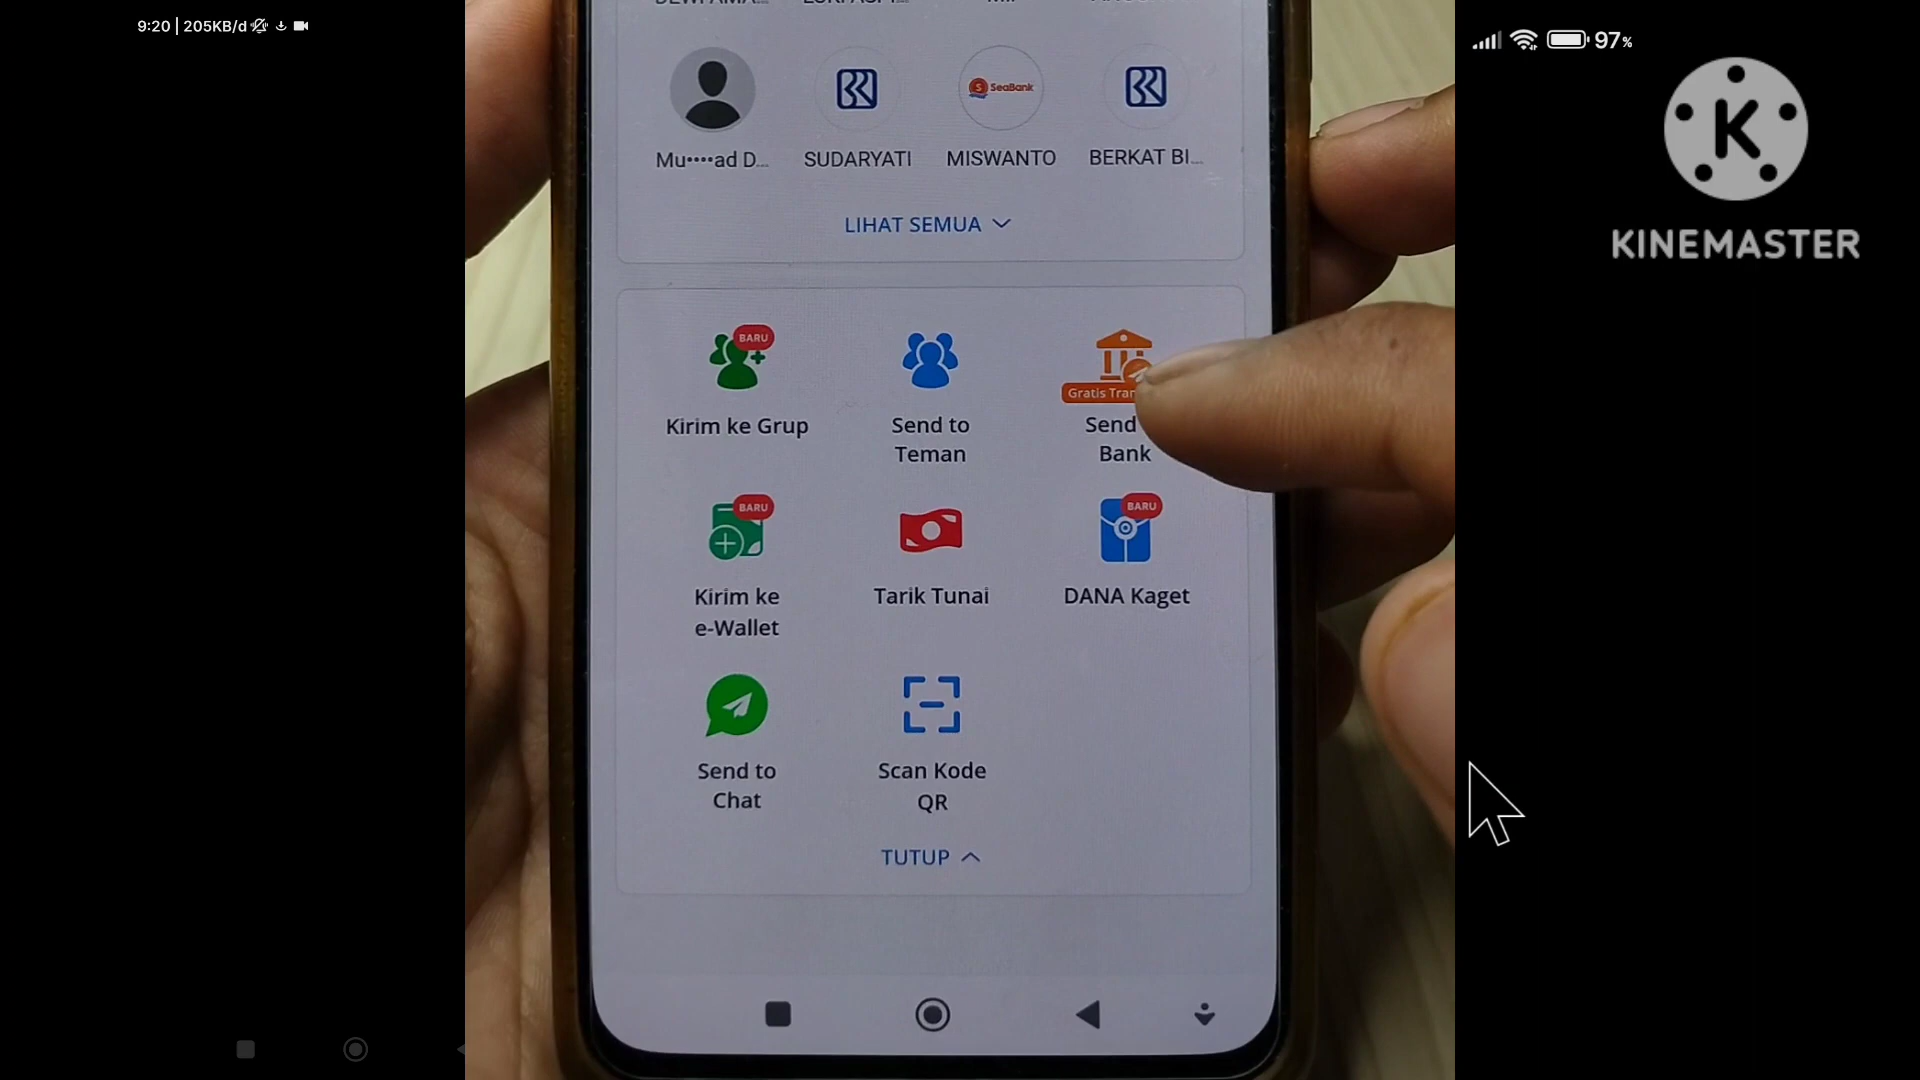 9:20 | 205KB/d
97%
KINEMASTER
SeaBank
Mu••••ad D...
SUDARYATI
MISWANTO
BERKAT BI...
LIHAT SEMUA
BARU
Gratis
Kirim ke Grup
Send to
Teman
Send
Bank
BARU
BARU
Kirim ke
e-Wallet
Tarik Tunai
DANA Kaget
Send to
Chat
Scan Kode
QR
TUTUP